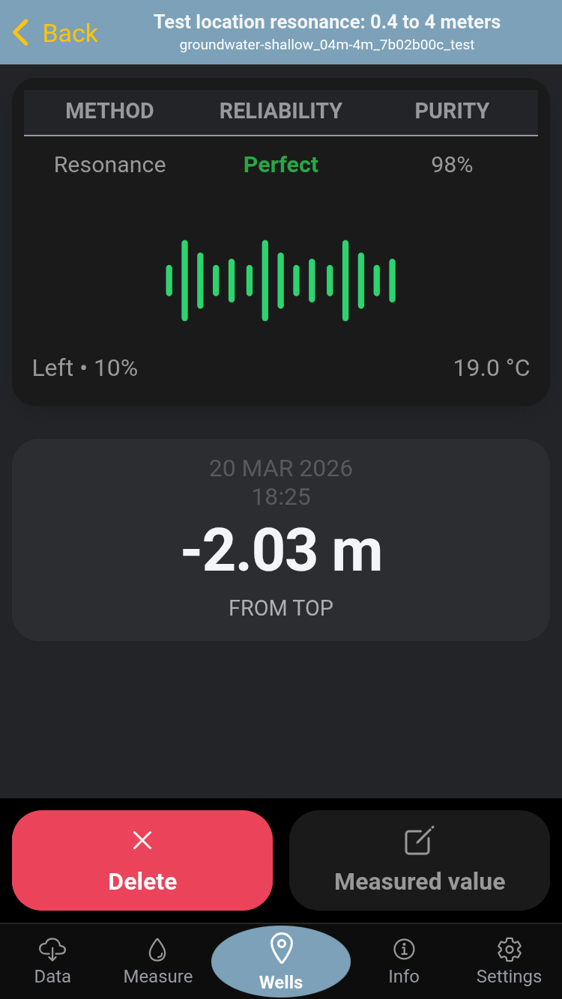 Back
Test location resonance: 0.4 to 4 meters
groundwater-shallow_04m-4m_7b02b00c_test
METHOD RELIABILITY PURITY
Resonance Perfect 98%
Left • 10% 19.0 °C
20 MAR 2026
18:25
-2.03 m
FROM TOP
Delete Measured value
Data Measure Wells Info Settings